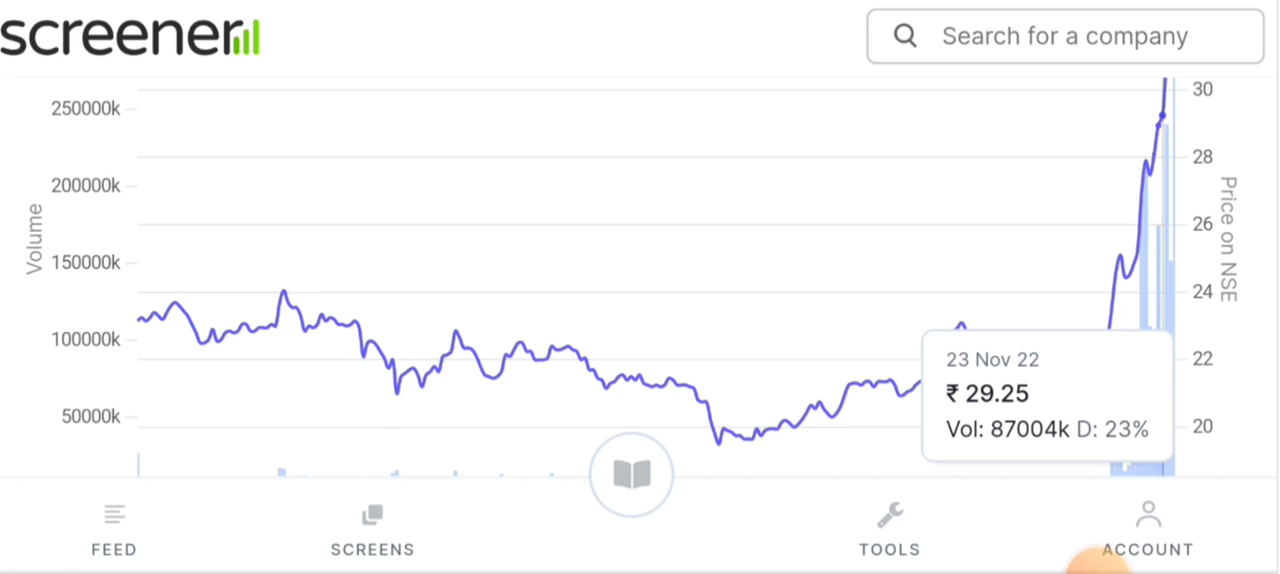 screener
Search for a company
250000k
200000k
150000k
100000k
50000k
Volume
30
28
26
24
22
20
Price on NSE
23 Nov 22
₹ 29.25
Vol: 87004k D: 23%
FEED
SCREENS
TOOLS
ACCOUNT